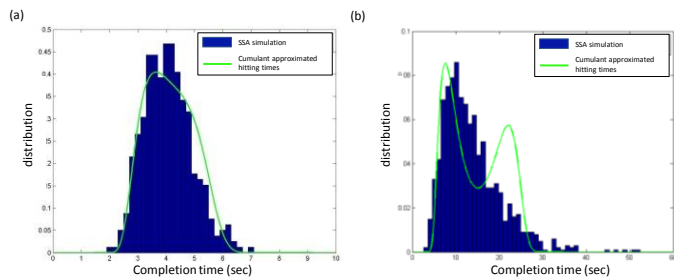 (a)
0.5
0.45
0.4
0.35
0.3
0.25
0.2
0.15
0.1
0.05
0
distribution
SSA simulation
Cumulant approximated
hitting times
0 1 2 3 4 5 6 7 8 9 10
Completion time (sec)
(b)
0.1
0.06
0.04
0.02
0
distribution
SSA simulation
Cumulant approximated
hitting times
0 10 20 30 40 50 60
Completion time (sec)